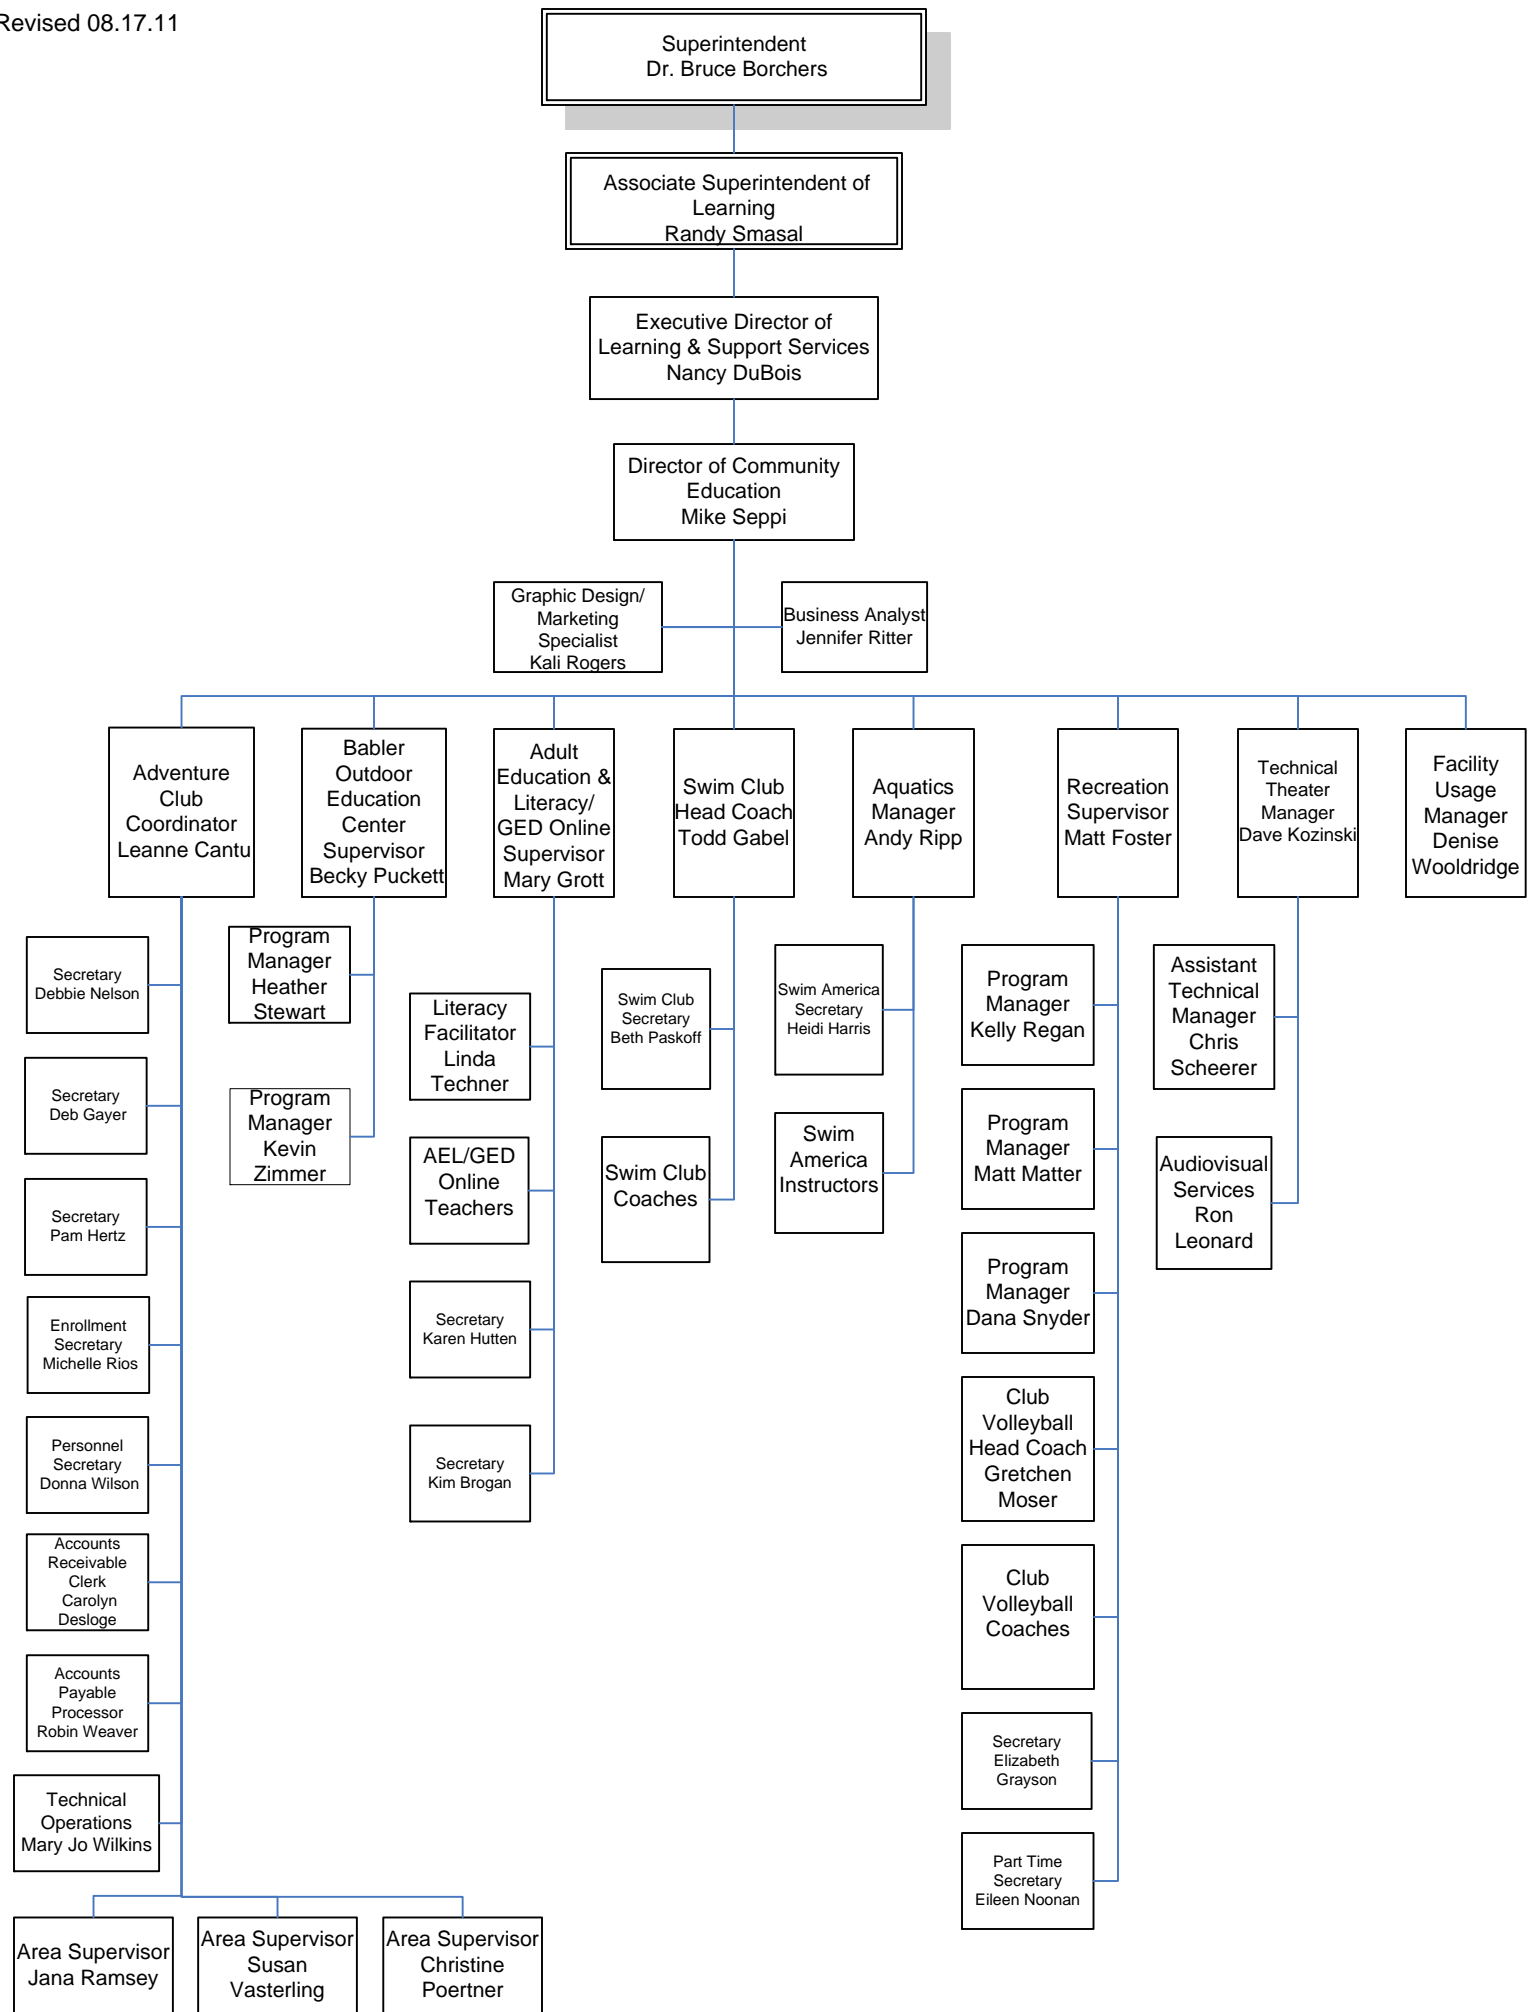 Revised 08.17.11
Superintendent
Dr. Bruce Borchers
Associate Superintendent of
Learning
Randy Smasal
Executive Director of
Learning & Support Services
Nancy DuBois
Director of Community
Education
Mike Seppi
Graphic Design/
Marketing
Specialist
Kali Rogers
Business Analyst
Jennifer Ritter
Adventure
Club
Coordinator
Leanne Cantu
Babler
Outdoor
Education
Center
Supervisor
Becky Puckett
Adult
Education &
Literacy/
GED Online
Supervisor
Mary Grott
Swim Club
Head Coach
Todd Gabel
Aquatics
Manager
Andy Ripp
Recreation
Supervisor
Matt Foster
Technical
Theater
Manager
Dave Kozinski
Facility
Usage
Manager
Denise
Wooldridge
Secretary
Debbie Nelson
Secretary
Deb Gayer
Secretary
Pam Hertz
Enrollment
Secretary
Michelle Rios
Personnel
Secretary
Donna Wilson
Accounts
Receivable
Clerk
Carolyn
Desloge
Accounts
Payable
Processor
Robin Weaver
Technical
Operations
Mary Jo Wilkins
Area Supervisor
Jana Ramsey
Area Supervisor
Susan
Vasterling
Area Supervisor
Christine
Poertner
Program
Manager
Heather
Stewart
Program
Manager
Kevin
Zimmer
Literacy
Facilitator
Linda
Techner
AEL/GED
Online
Teachers
Secretary
Karen Hutten
Secretary
Kim Brogan
Swim Club
Secretary
Beth Paskoff
Swim Club
Coaches
Swim America
Secretary
Heidi Harris
Swim
America
Instructors
Program
Manager
Kelly Regan
Program
Manager
Matt Matter
Program
Manager
Dana Snyder
Club
Volleyball
Head Coach
Gretchen
Moser
Club
Volleyball
Coaches
Secretary
Elizabeth
Grayson
Part Time
Secretary
Eileen Noonan
Assistant
Technical
Manager
Chris
Scheerer
Audiovisual
Services
Ron
Leonard